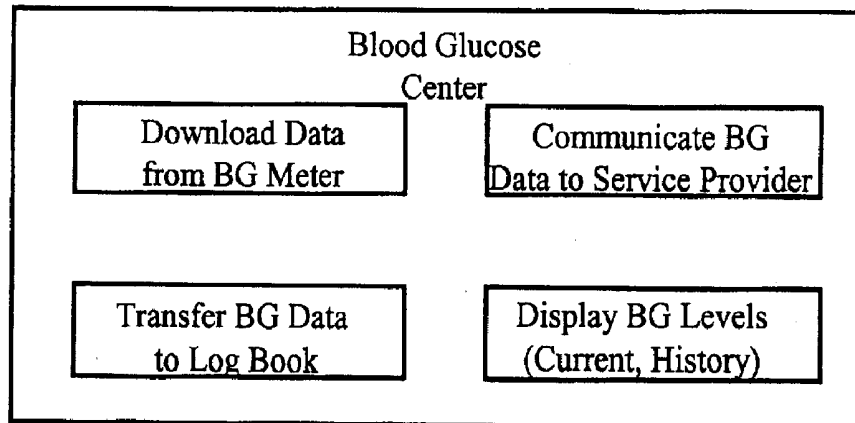 Blood Glucose
Center
Download Data
from BG Meter
Communicate BG
Data to Service Provider
Transfer BG Data
to Log Book
Display BG Levels
(Current, History)